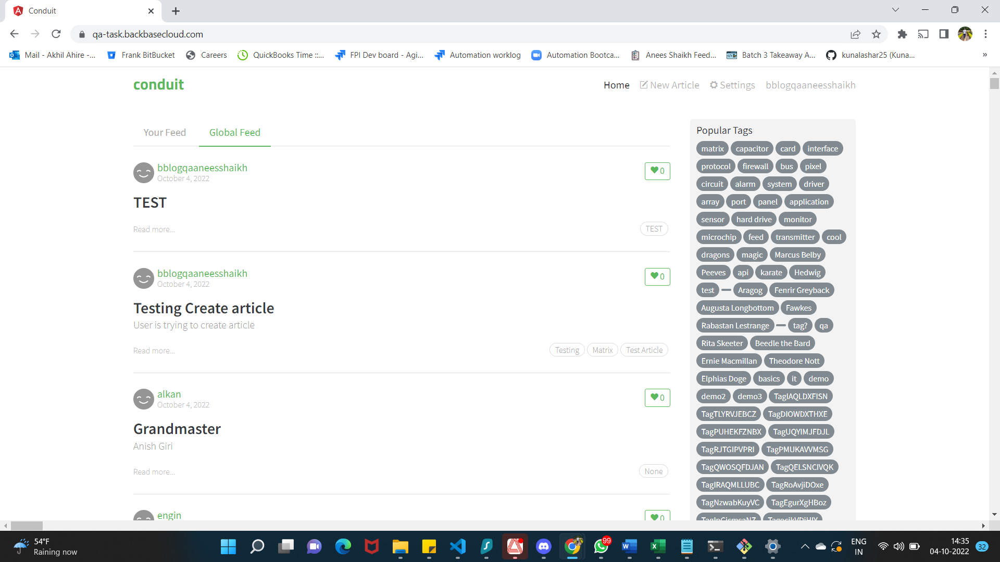 Conduit
qa-task.backbasecloud.com
Mail - Akhil Ahire -...
Frank BitBucket
Careers
QuickBooks Time ::...
FPI Dev board - Agi...
Automation worklog
Automation Bootca...
Anees Shaikh Feed...
Batch 3 Takeaway A...
kunalashar25 (Kuna...
»
conduit
Home
New Article
Settings
bblogqaaneesshaikh
Your Feed
Global Feed
bblogqaaneesshaikh
October 4, 2022
0
TEST
Read more...
TEST
bblogqaaneesshaikh
October 4, 2022
0
Testing Create article
User is trying to create article
Read more...
Testing Matrix Test Article
alkan
October 4, 2022
0
Grandmaster
Anish Giri
Read more...
None
engin
0
Popular Tags
matrix capacitor card interface
protocol firewall bus pixel
circuit alarm system driver
array port panel application
sensor hard drive monitor
microchip feed transmitter cool
dragons magic Marcus Belby
Peeves api karate Hedwig
test Aragog Fenrir Greyback
Augusta Longbottom Fawkes
Rabastan Lestrange tag? qa
Rita Skeeter Beedle the Bard
Ernie Macmillan Theodore Nott
Elphias Doge basics it demo
demo2 demo3 TagIAQLDXFISN
TagTLYRVJEBCZ TagDIOWDXTHXE
TagPUHEKFZNBX TagUQYIMJFDJL
TagRJTGIPVPRI TagPMUKAVVMSG
TagQWOSQFDJAN TagQELSNCIVQK
TagIRAQMLLUBC TagRoAvjiDOxe
TagNzwabKuyVC TagEgurXgHBoz
54°F
Raining now
99
ENG
IN
14:35
04-10-2022
32